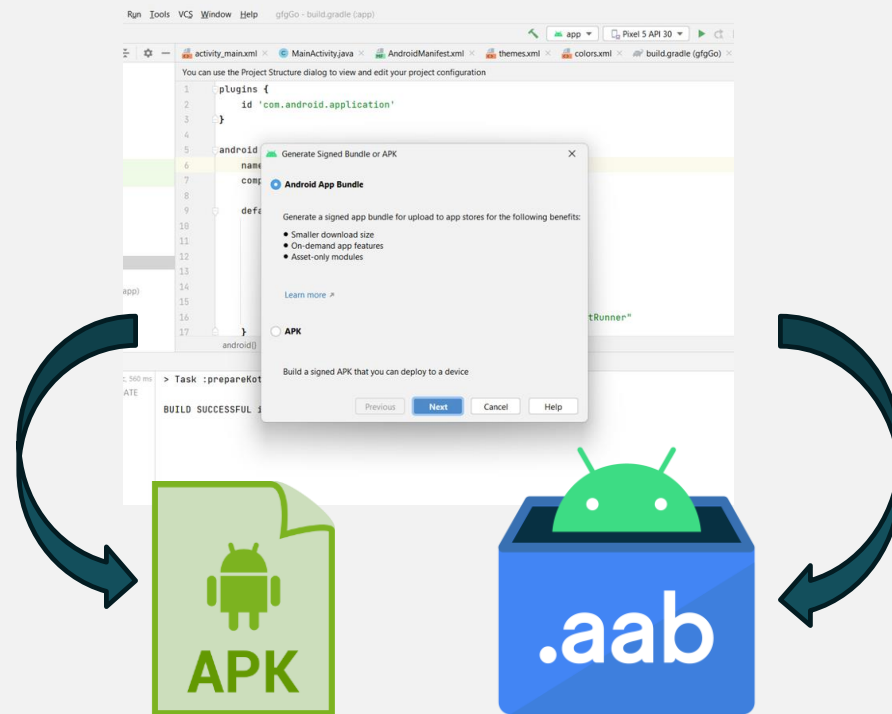 Run Tools VCS Window Help gfgGo - build.gradle (:app)
app Pixel 5 API 30
activity_main.xml MainActivity.java AndroidManifest.xml themes.xml colors.xml build.gradle (gfgGo)
You can use the Project Structure dialog to view and edit your project configuration
1 plugins {
2 id 'com.android.application'
3 }
4
5 android
6 name
7 comp
8
9 defa
10
11
12
13
14
15
16 tRunner"
17 }
android{}
app)
Generate Signed Bundle or APK
Android App Bundle
Generate a signed app bundle for upload to app stores for the following benefits:
• Smaller download size
• On-demand app features
• Asset-only modules
Learn more ↗
APK
Build a signed APK that you can deploy to a device
Previous Next Cancel Help
560 ms > Task :prepareKot
ATE
BUILD SUCCESSFUL i
APK
.aab